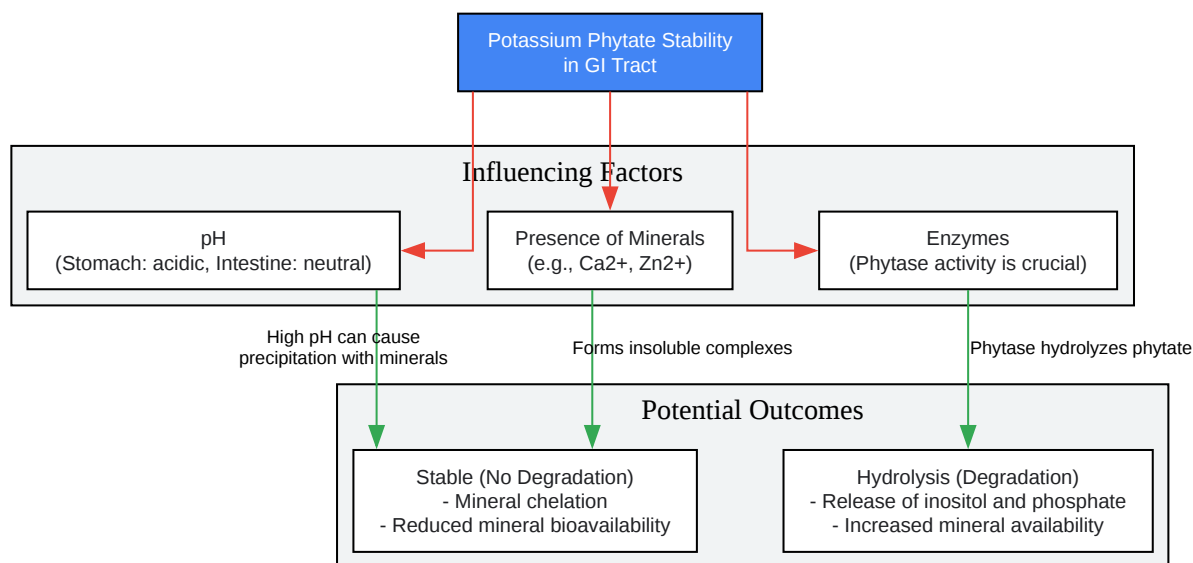 Potassium Phytate Stability
in GI Tract
Influencing Factors
pH
(Stomach: acidic, Intestine: neutral)
Presence of Minerals
(e.g., Ca2+, Zn2+)
Enzymes
(Phytase activity is crucial)
High pH can cause
precipitation with minerals
Forms insoluble complexes
Phytase hydrolyzes phytate
Potential Outcomes
Stable (No Degradation)
- Mineral chelation
- Reduced mineral bioavailability
Hydrolysis (Degradation)
- Release of inositol and phosphate
- Increased mineral availability